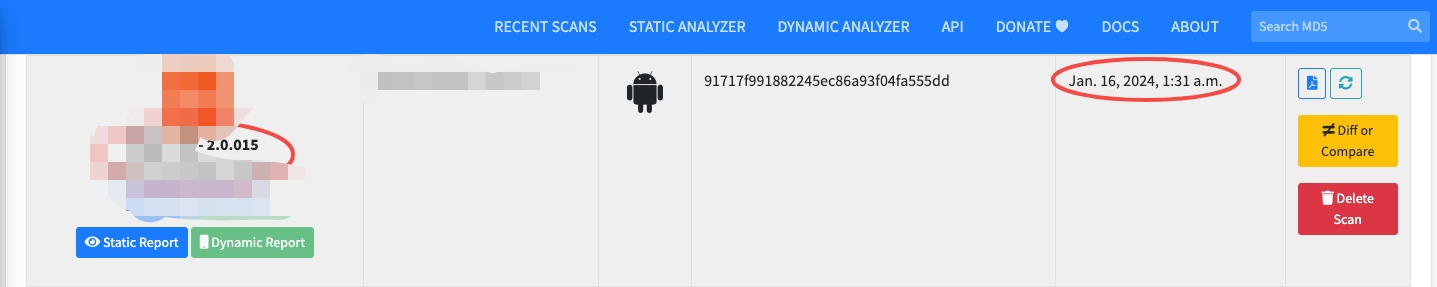 RECENT SCANS STATIC ANALYZER DYNAMIC ANALYZER API DONATE DOCS ABOUT Search MD5
91717f991882245ec86a93f04fa555dd Jan. 16, 2024, 1:31 a.m.
- 2.0.015
Static Report Dynamic Report
Diff or
Compare
Delete
Scan